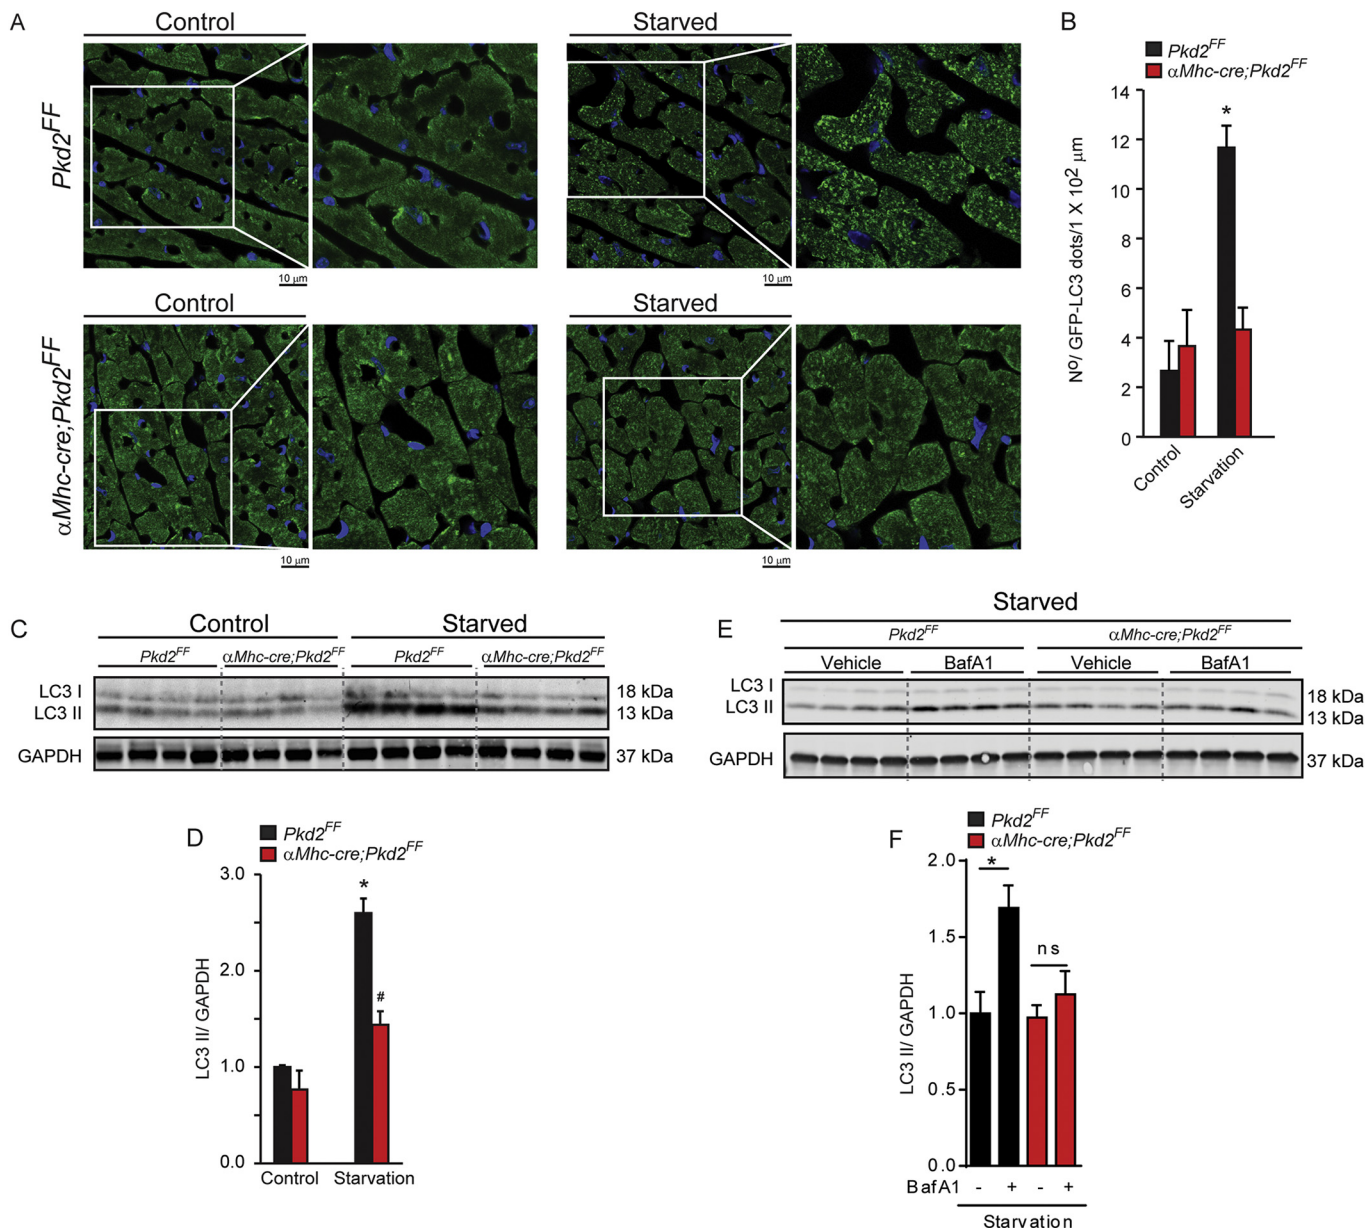 A
Control
Starved
Pkd2FF
10 µm
10 µm
Control
Starved
αMhc-cre;Pkd2FF
10 µm
10 µm
B
Pkd2FF
αMhc-cre;Pkd2FF
Nº/ GFP-LC3 dots/1 X 10² µm
14
12
10
8
6
4
2
0
*
Control
Starvation
C
Control
Starved
Pkd2FF
αMhc-cre;Pkd2FF
Pkd2FF
αMhc-cre;Pkd2FF
LC3 I
18 kDa
LC3 II
13 kDa
GAPDH
37 kDa
D
Pkd2FF
αMhc-cre;Pkd2FF
LC3 II/ GAPDH
3.0
2.0
1.0
0.0
*
#
Control
Starvation
E
Starved
Pkd2FF
αMhc-cre;Pkd2FF
Vehicle
BafA1
Vehicle
BafA1
LC3 I
18 kDa
LC3 II
13 kDa
GAPDH
37 kDa
F
Pkd2FF
αMhc-cre;Pkd2FF
LC3 II/ GAPDH
2.0
1.5
1.0
0.5
0.0
*
ns
BafA1 - + - +
Starvation